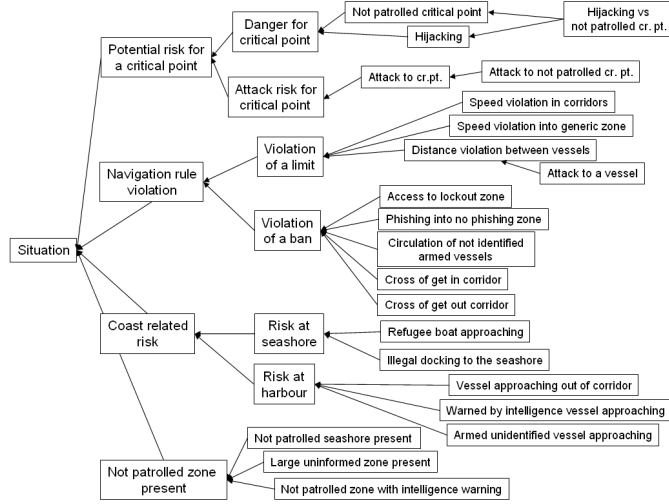 Not patrolled critical point
Hijacking vs
not patrolled cr. pt.
Danger for
critical point
Hijacking
Potential risk for
a critical point
Attack risk for
critical point
Attack to cr.pt.
Attack to not patrolled cr. pt.
Speed violation in corridors
Speed violation into generic zone
Violation
of a limit
Distance violation between vessels
Attack to a vessel
Navigation rule
violation
Access to lockout zone
Phishing into no phishing zone
Violation
of a ban
Circulation of not identified
armed vessels
Cross of get in corridor
Cross of get out corridor
Situation
Coast related
risk
Risk at
seashore
Refugee boat approaching
Illegal docking to the seashore
Risk at
harbour
Vessel approaching out of corridor
Warned by intelligence vessel approaching
Armed unidentified vessel approaching
Not patrolled zone
present
Not patrolled seashore present
Large uninformed zone present
Not patrolled zone with intelligence warning